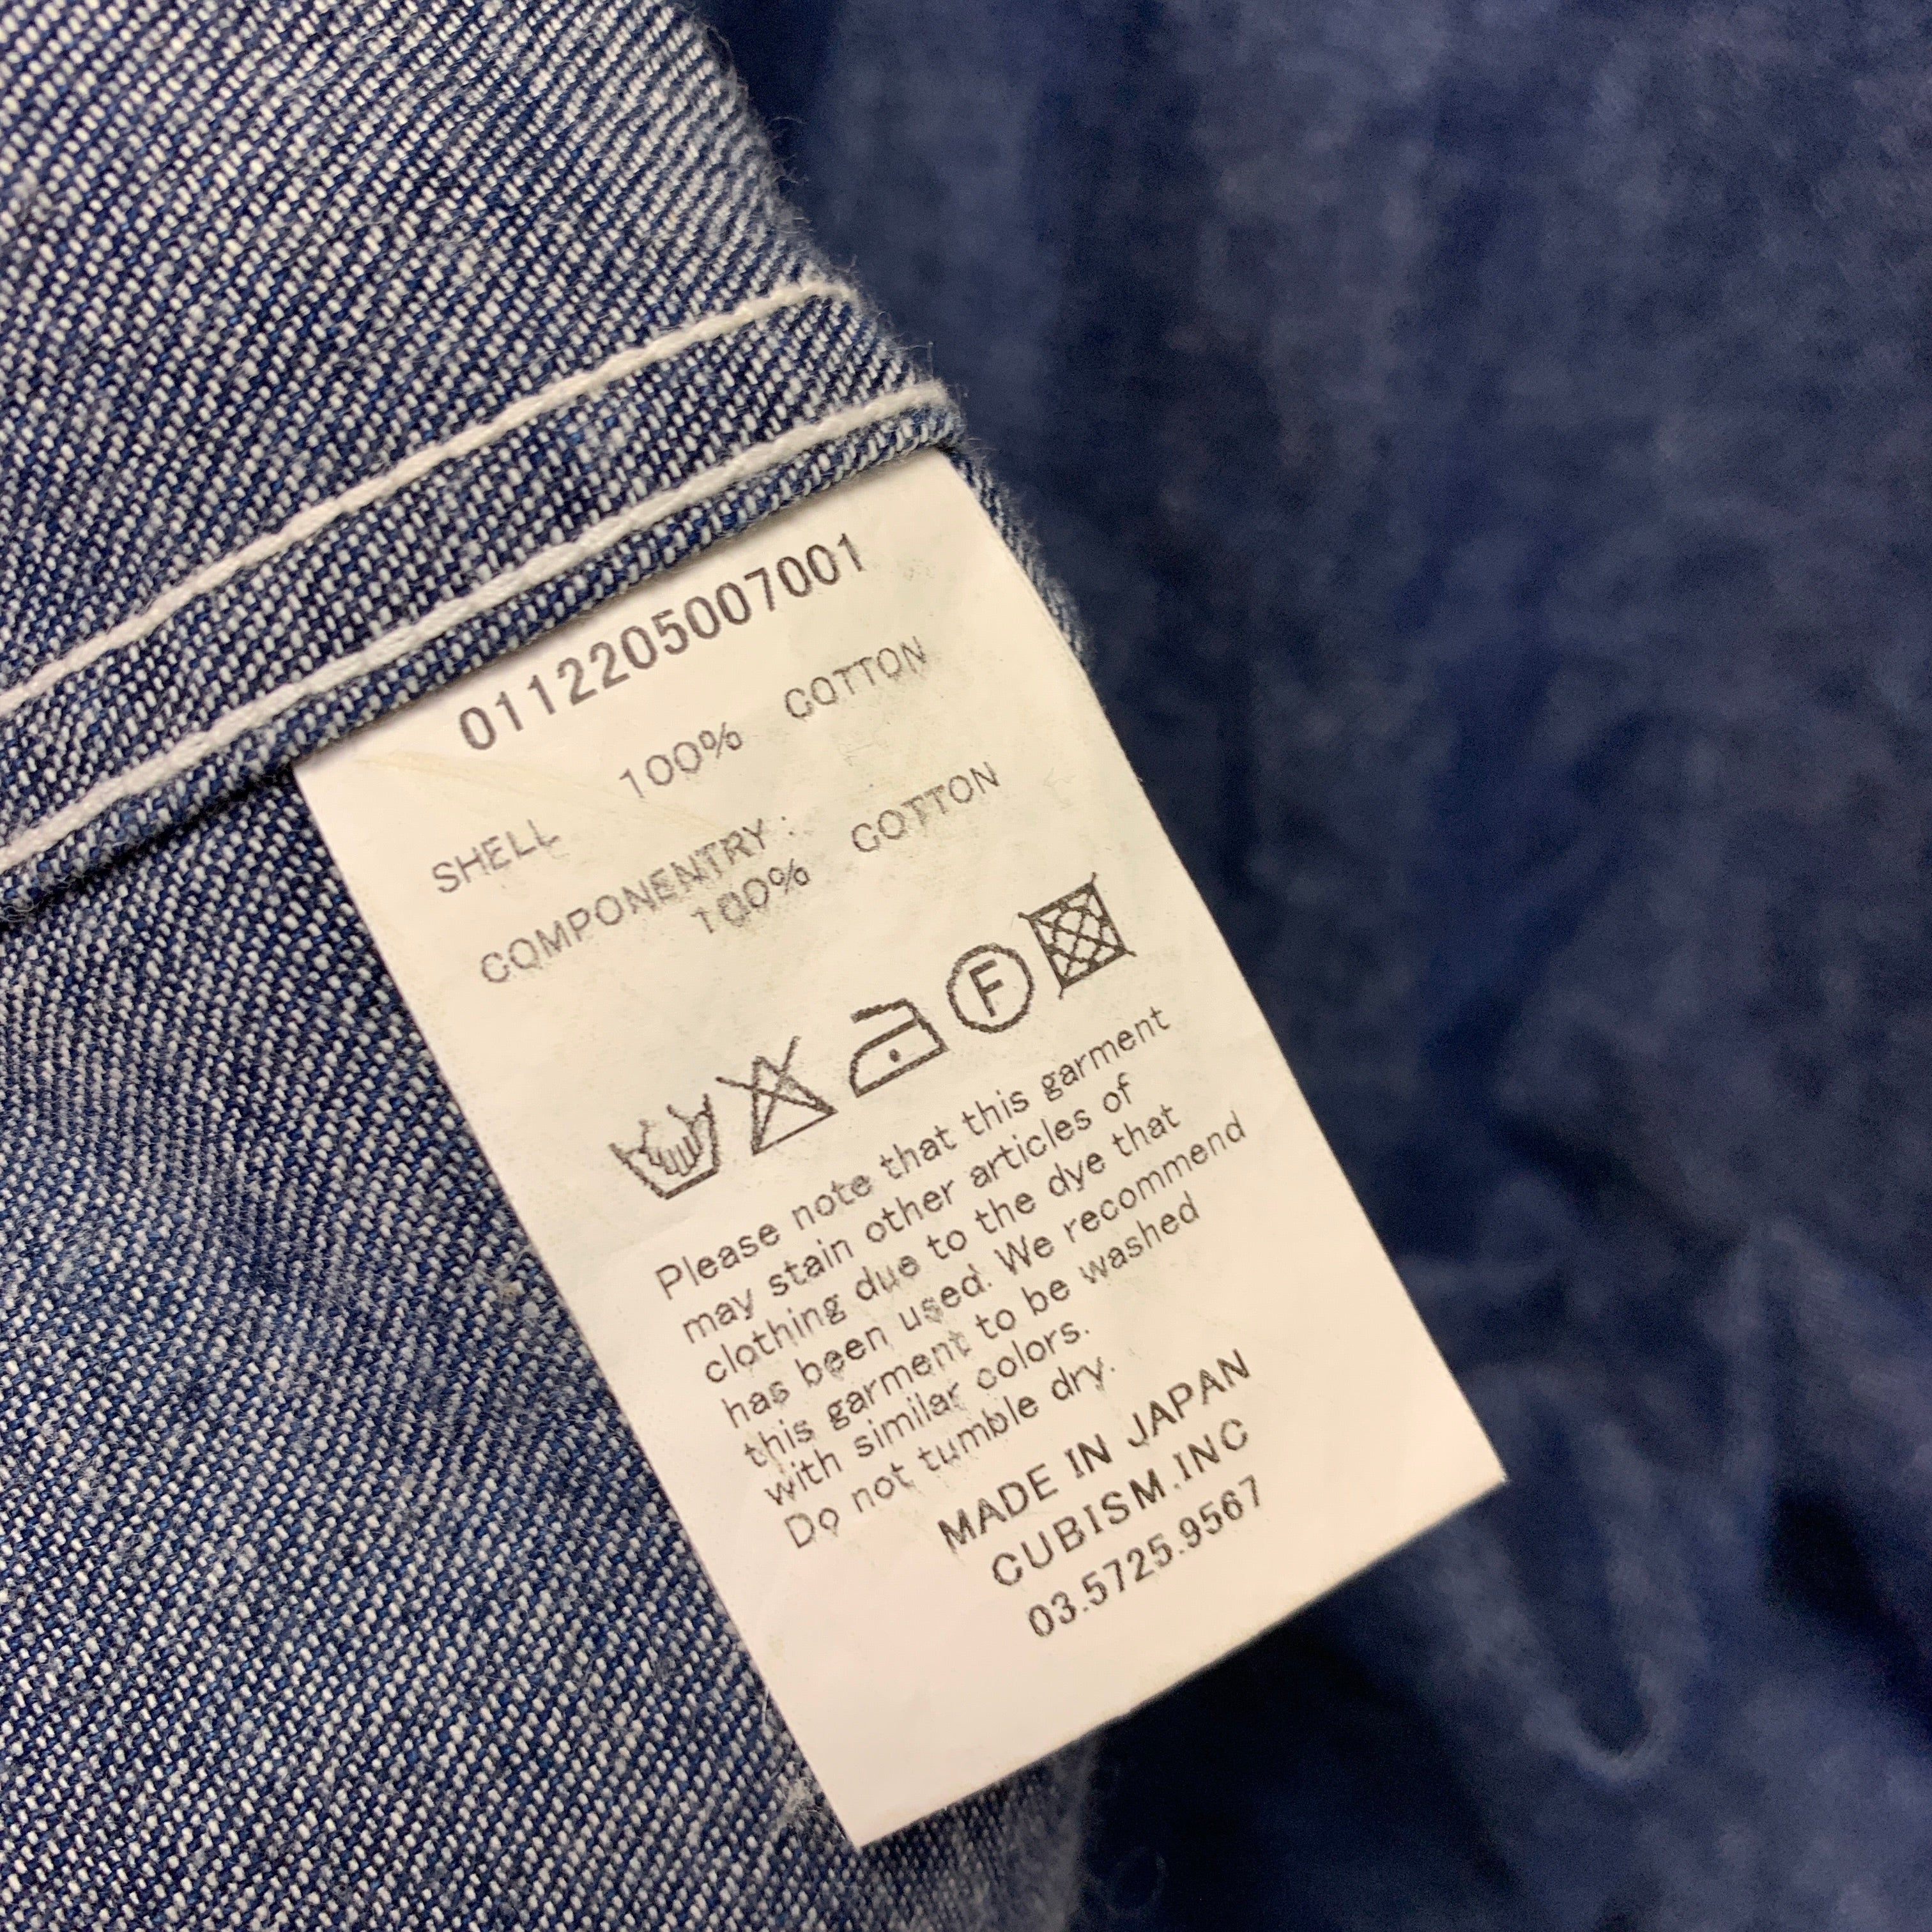 0112205007001
SHELL 100% COTTON
COMPONENTRY :
100% COTTON
F
Please note that this garment
may stain other articles of
clothing due to the dye that
has been used. We recommend
this garment to be washed
with similar colors.
Do not tumble dry.
MADE IN JAPAN
CUBISM.INC
03.5725.9567